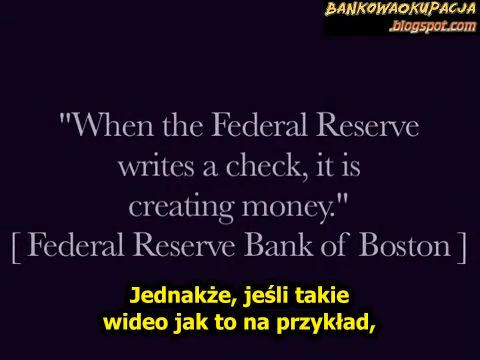 BANKOWAOKUPACJA
.blogspot.com
"When the Federal Reserve
writes a check, it is
creating money."
[ Federal Reserve Bank of Boston ]
Jednakże, jeśli takie
wideo jak to na przykład,